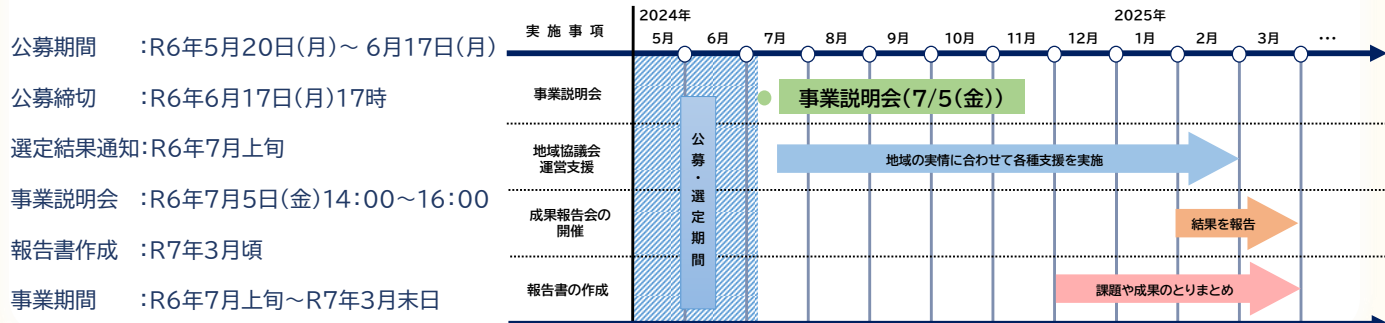 公募期間　　:R6年5月20日(月)～ 6月17日(月)
公募締切　　:R6年6月17日(月)17時
選定結果通知:R6年7月上旬
事業説明会　:R6年7月5日(金)14:00～16:00
報告書作成　:R7年3月頃
事業期間　　:R6年7月上旬～R7年3月末日
実 施 事 項
2024年
2025年
5月 6月 7月 8月 9月 10月 11月 12月 1月 2月 3月 …
事業説明会
事業説明会(7/5(金))
公募・選定期間
地域協議会
運営支援
地域の実情に合わせて各種支援を実施
成果報告会の
開催
結果を報告
報告書の作成
課題や成果のとりまとめ